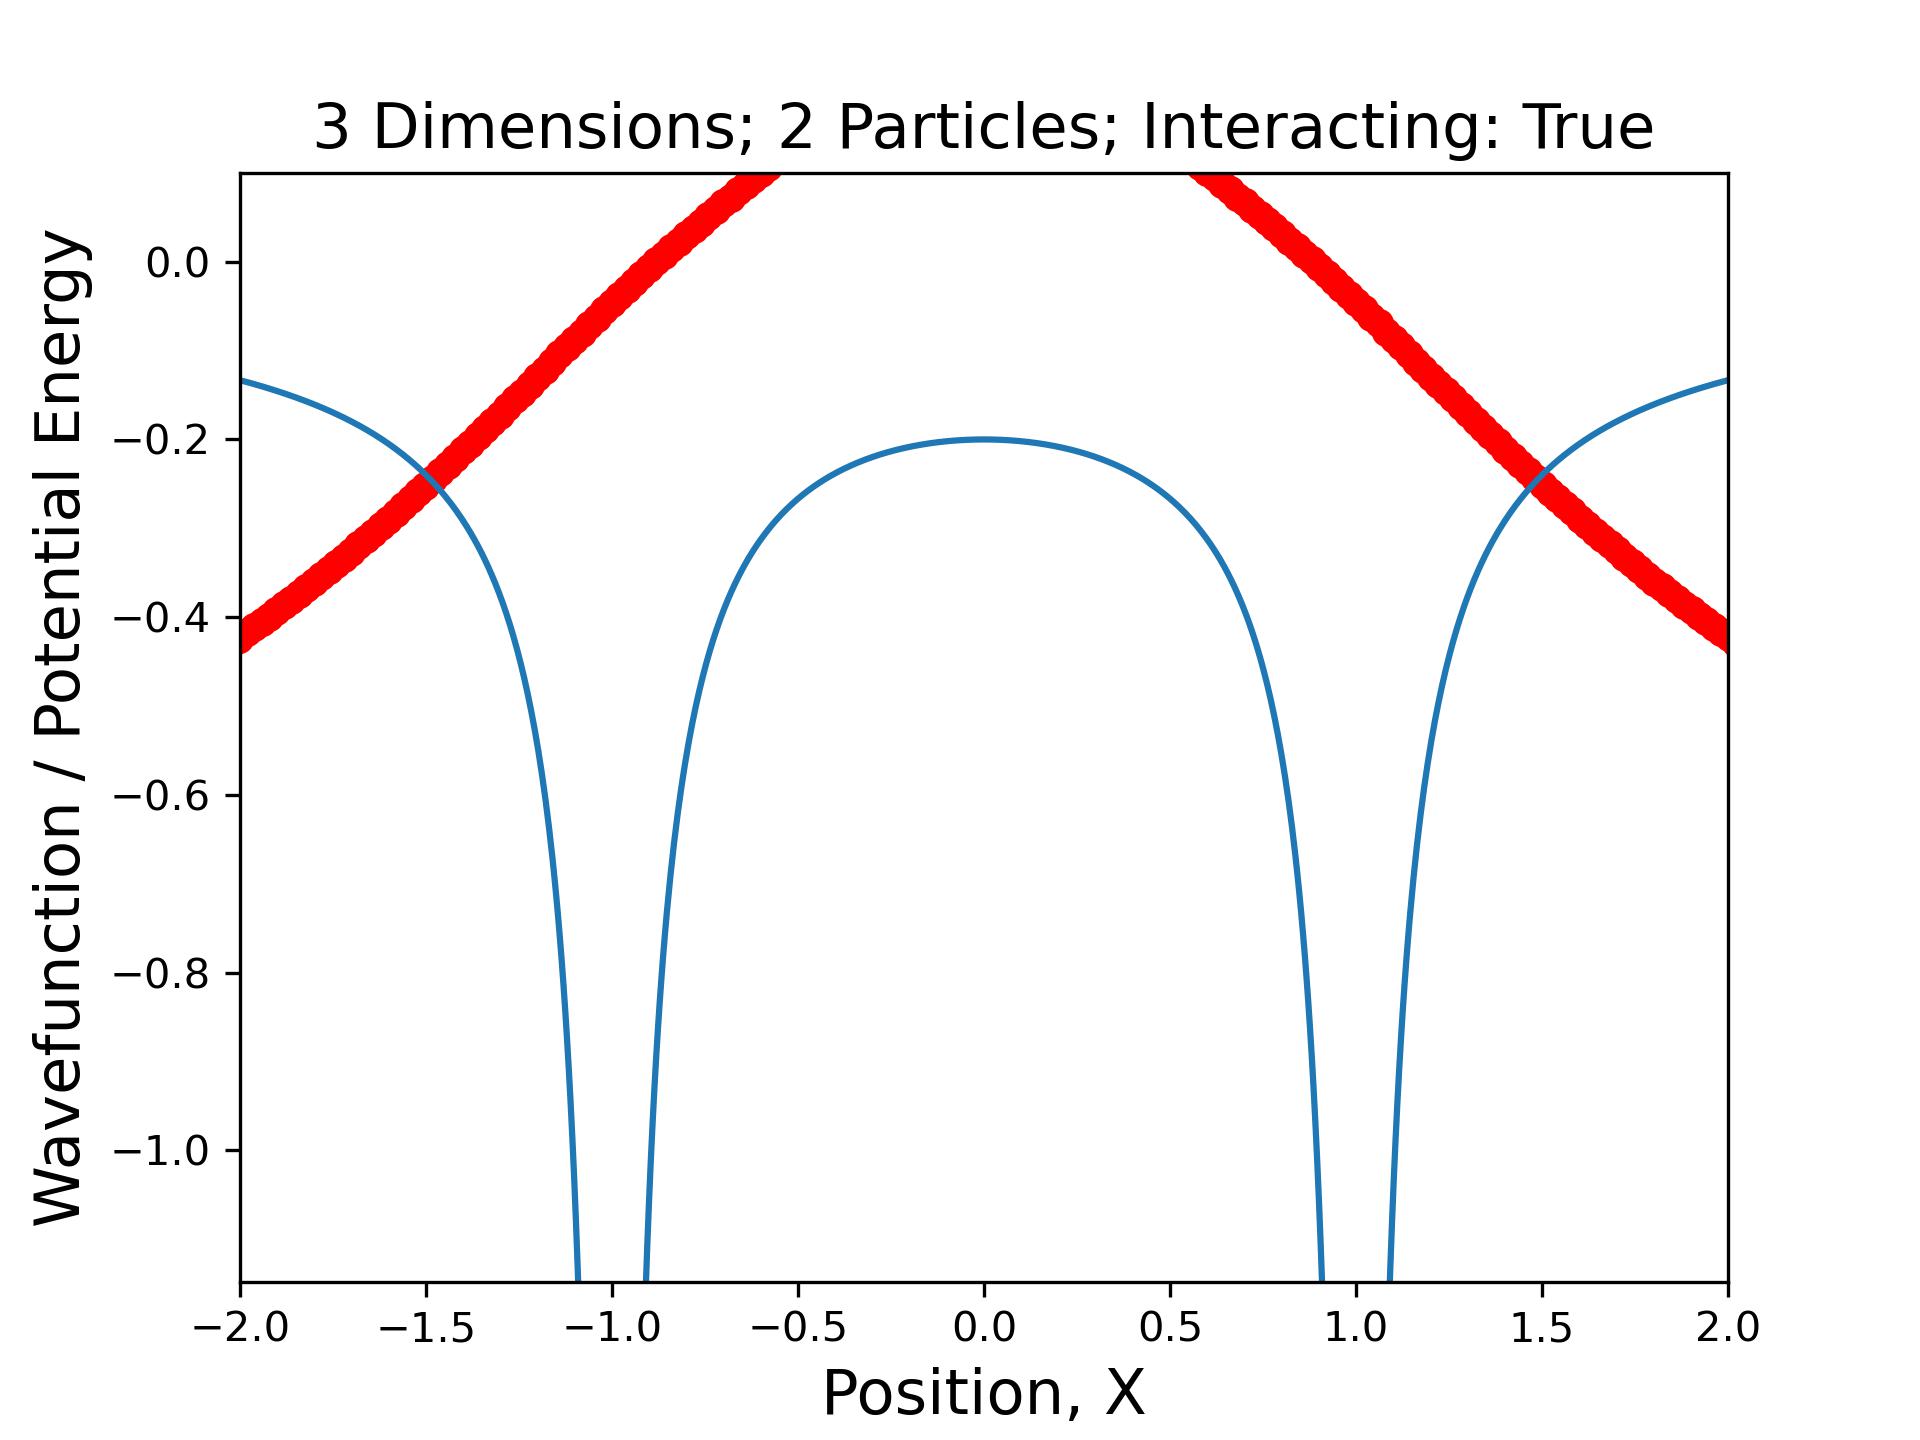 3 Dimensions; 2 Particles; Interacting: True
Wavefunction / Potential Energy
0.0
−0.2
−0.4
−0.6
−0.8
−1.0
−2.0 −1.5 −1.0 −0.5 0.0 0.5 1.0 1.5 2.0
Position, X